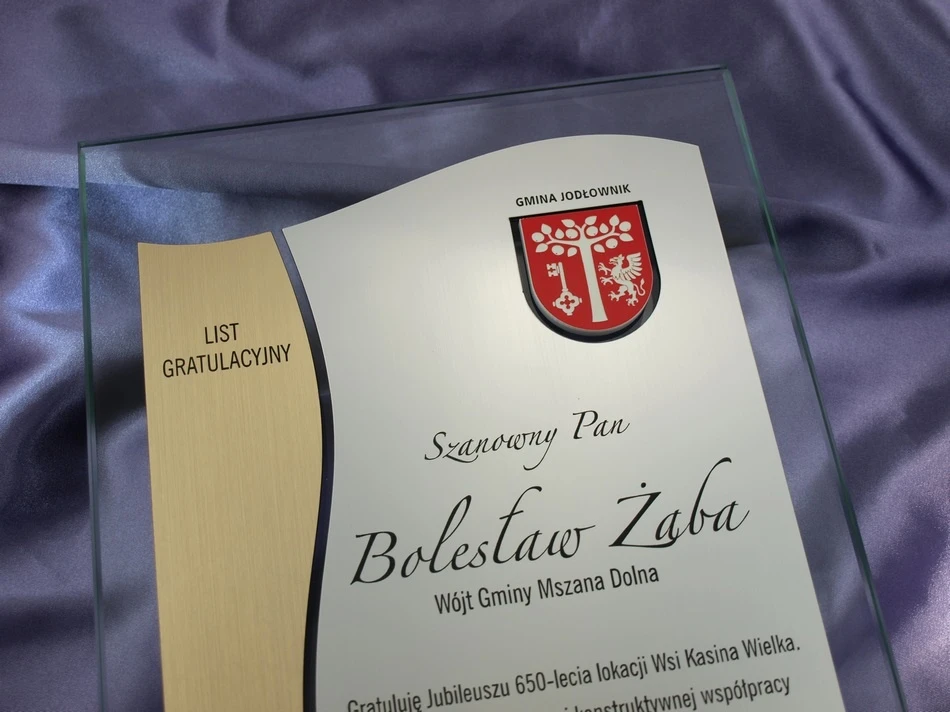 GMINA JODŁOWNIK
LIST
GRATULACYJNY
Szanowny Pan
Bolesław Żaba
Wójt Gminy Mszana Dolna
Gratuluję Jubileuszu 650-lecia lokacji Wsi Kasina Wielka.
i konstruktywnej współpracy